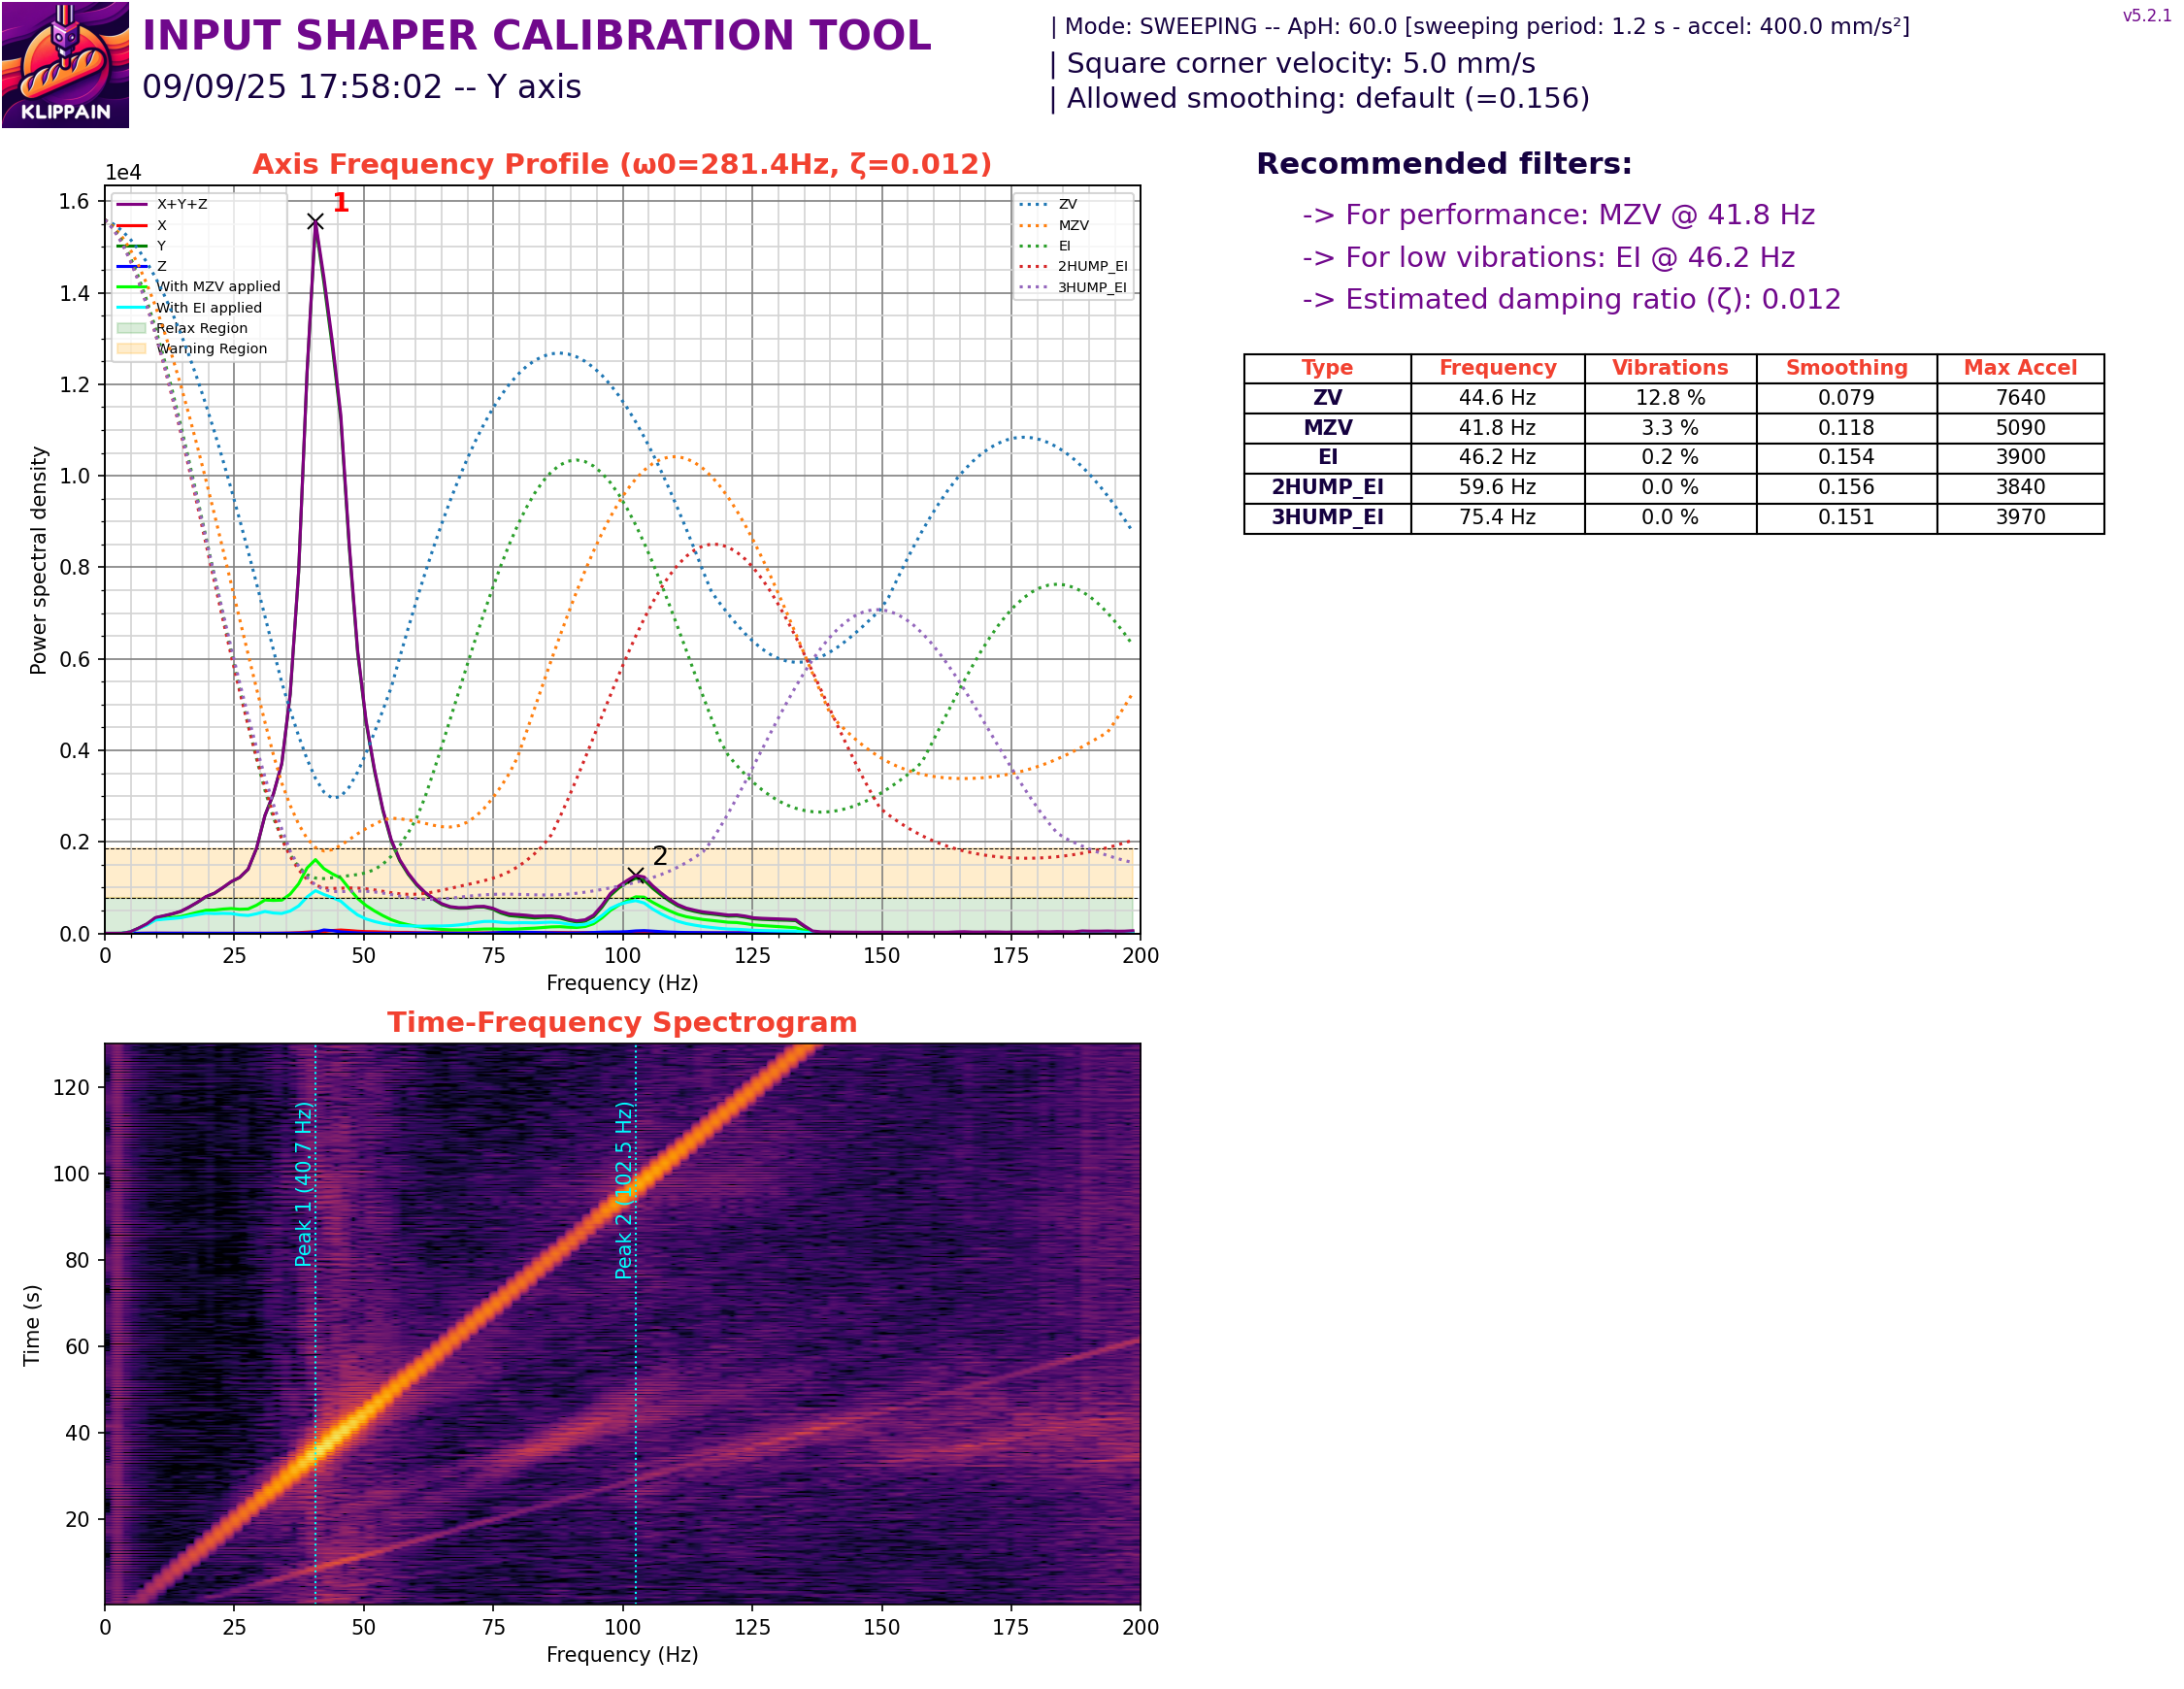 KLIPPAIN
INPUT SHAPER CALIBRATION TOOL
09/09/25 17:58:02 -- Y axis
| Mode: SWEEPING -- ApH: 60.0 [sweeping period: 1.2 s - accel: 400.0 mm/s²]
| Square corner velocity: 5.0 mm/s
| Allowed smoothing: default (=0.156)
v5.2.1
Axis Frequency Profile (ω0=281.4Hz, ζ=0.012)
1e4
1.6
1.4
1.2
1.0
0.8
0.6
0.4
0.2
0.0
Power spectral density
X+Y+Z
X
Y
Z
With MZV applied
With EI applied
Relax Region
Warning Region
1
2
ZV
MZV
EI
2HUMP_EI
3HUMP_EI
0 25 50 75 100 125 150 175 200
Frequency (Hz)
Recommended filters:
-> For performance: MZV @ 41.8 Hz
-> For low vibrations: EI @ 46.2 Hz
-> Estimated damping ratio (ζ): 0.012
Type Frequency Vibrations Smoothing Max Accel
ZV 44.6 Hz 12.8 % 0.079 7640
MZV 41.8 Hz 3.3 % 0.118 5090
EI 46.2 Hz 0.2 % 0.154 3900
2HUMP_EI 59.6 Hz 0.0 % 0.156 3840
3HUMP_EI 75.4 Hz 0.0 % 0.151 3970
Time-Frequency Spectrogram
120
100
80
60
40
20
Time (s)
Peak 1 (40.7 Hz)
Peak 2 (102.5 Hz)
0 25 50 75 100 125 150 175 200
Frequency (Hz)